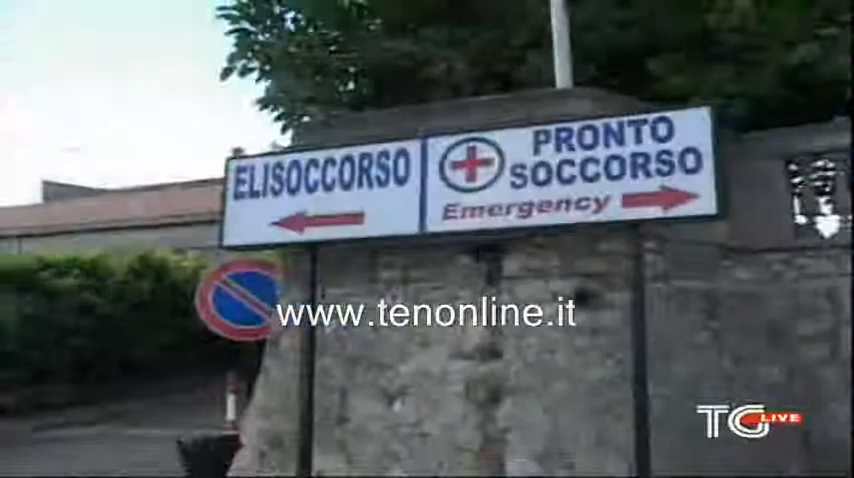 ELISOCCORSO
PRONTO
SOCCORSO
Emergency
www.tenonline.it
TG LIVE